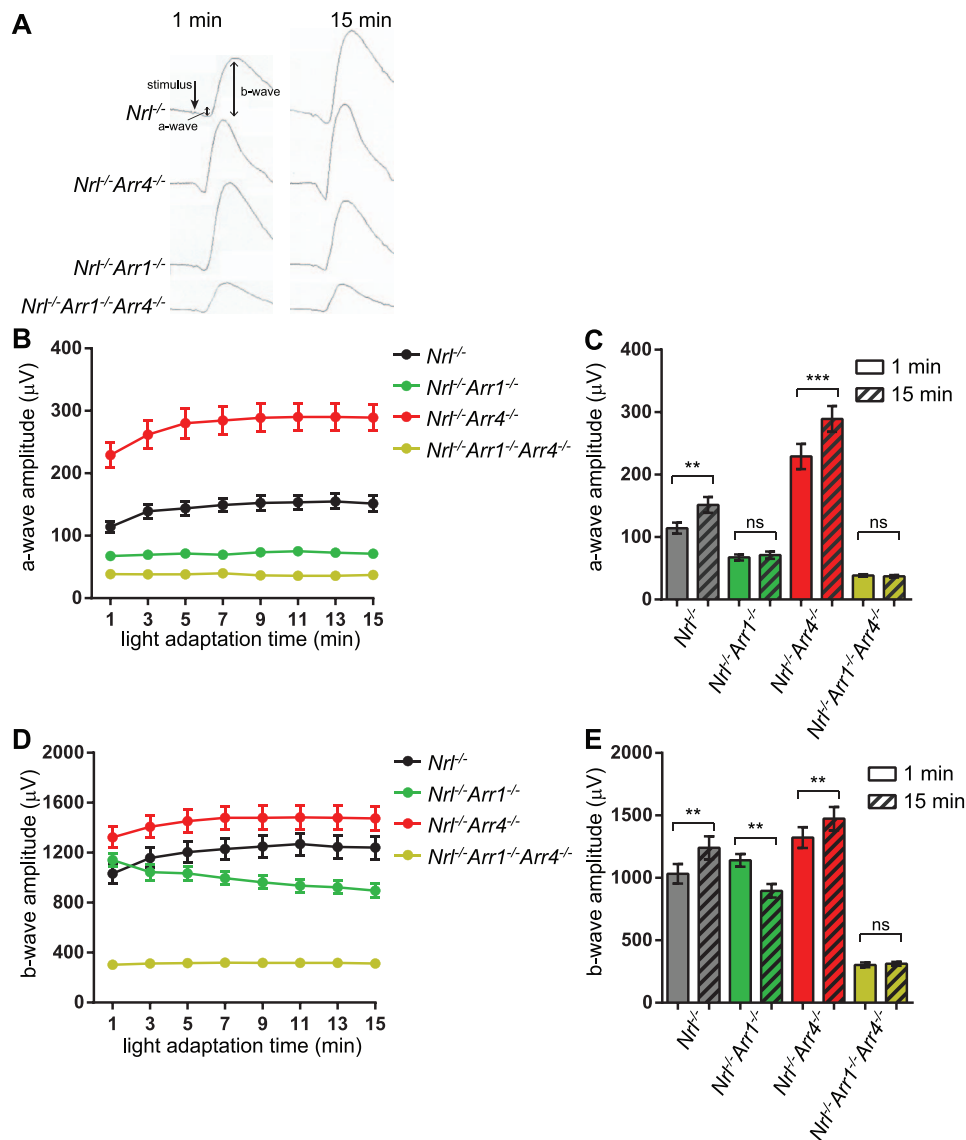 A
1 min
15 min
stimulus
b-wave
Nrl-/-
a-wave
Nrl-/-Arr4-/-
Nrl-/-Arr1-/-
Nrl-/-Arr1-/-Arr4-/-
B
a-wave amplitude (µV)
400
300
200
100
0
1 3 5 7 9 11 13 15
light adaptation time (min)
Nrl-/-
Nrl-/-Arr1-/-
Nrl-/-Arr4-/-
Nrl-/-Arr1-/-Arr4-/-
C
a-wave amplitude (µV)
400
300
200
100
0
**
ns
***
ns
1 min
15 min
Nrl-/-
Nrl-/-Arr1-/-
Nrl-/-Arr4-/-
Nrl-/-Arr1-/-Arr4-/-
D
b-wave amplitude (µV)
2000
1600
1200
800
400
0
1 3 5 7 9 11 13 15
light adaptation time (min)
Nrl-/-
Nrl-/-Arr1-/-
Nrl-/-Arr4-/-
Nrl-/-Arr1-/-Arr4-/-
E
b-wave amplitude (µV)
2000
1500
1000
500
0
**
**
**
ns
1 min
15 min
Nrl-/-
Nrl-/-Arr1-/-
Nrl-/-Arr4-/-
Nrl-/-Arr1-/-Arr4-/-